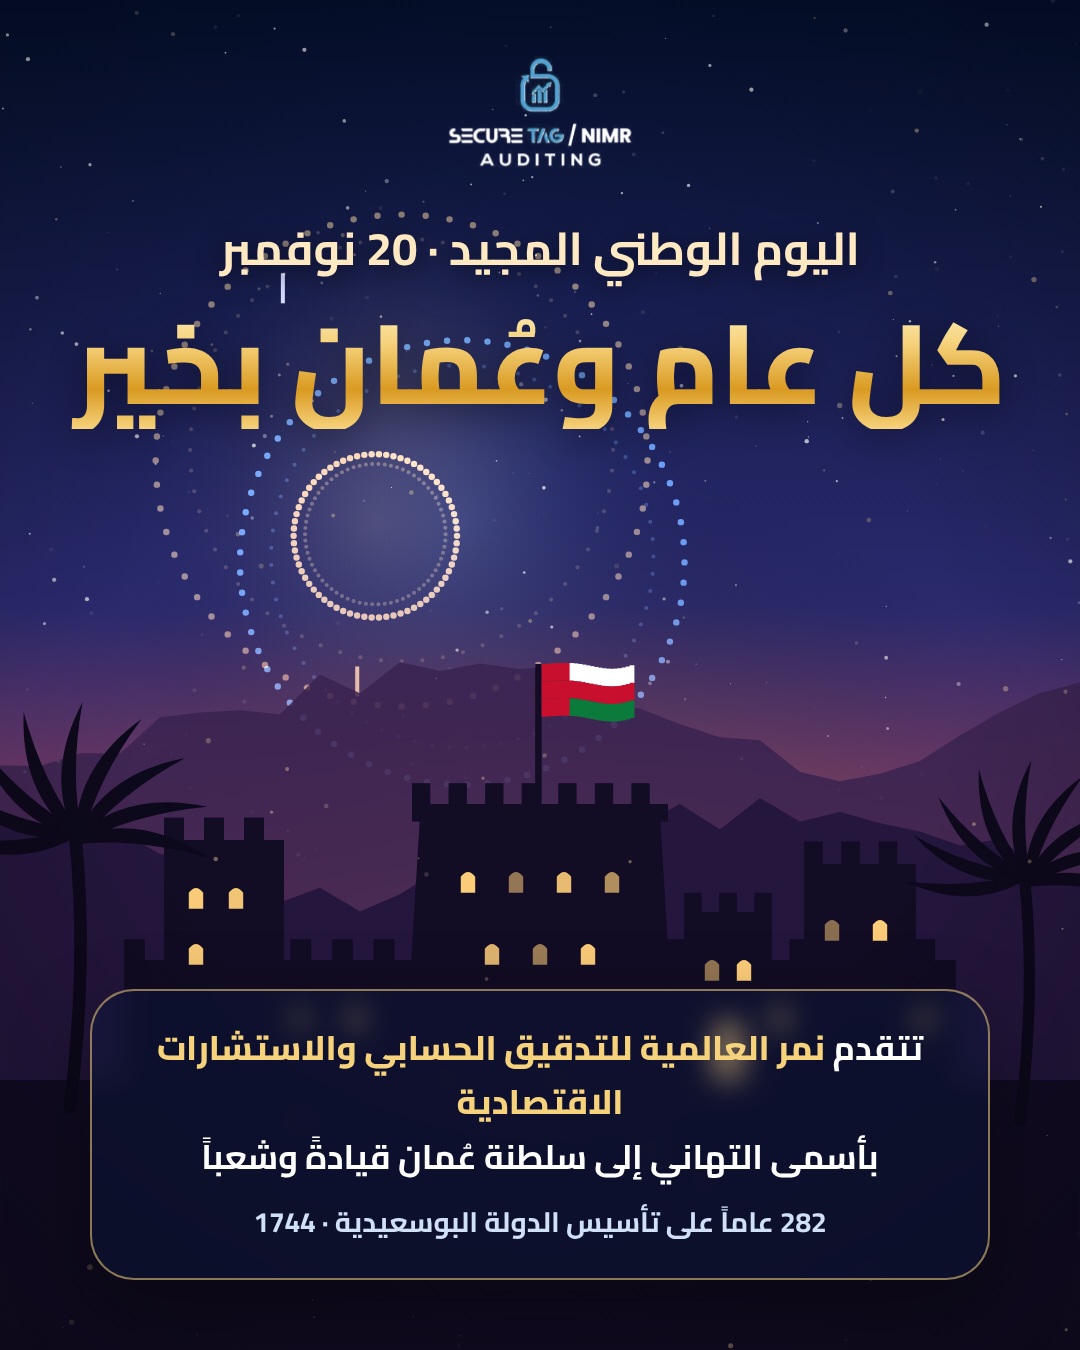 SECURE TAG / NIMR
AUDITING
اليوم الوطني المجيد · 20 نوفمبر
كل عام وعُمان بخير
تتقدم نمر العالمية للتدقيق الحسابي والاستشارات
الاقتصادية
بأسمى التهاني إلى سلطنة عُمان قيادةً وشعباً
282 عاماً على تأسيس الدولة البوسعيدية · 1744